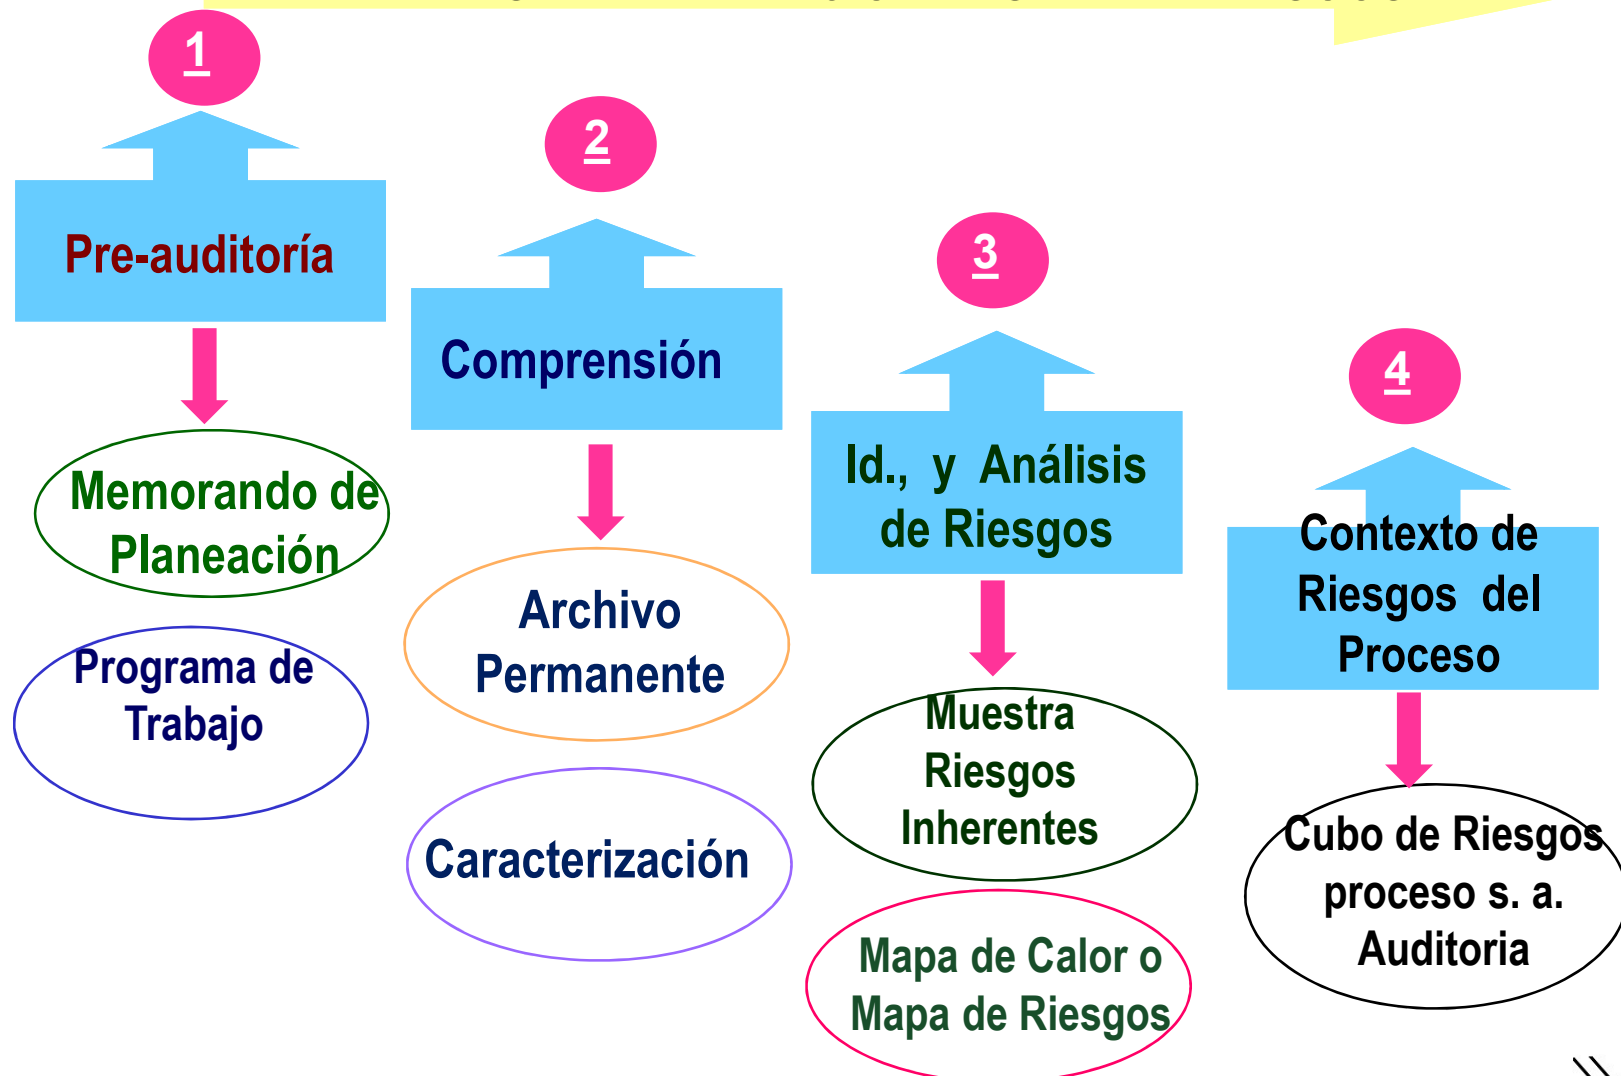 1
Pre-auditoría
Memorando de
Planeación
Programa de
Trabajo
2
Comprensión
Archivo
Permanente
Caracterización
3
Id., y Análisis
de Riesgos
Muestra
Riesgos
Inherentes
Mapa de Calor o
Mapa de Riesgos
4
Contexto de
Riesgos del
Proceso
Cubo de Riesgos
proceso s. a.
Auditoria